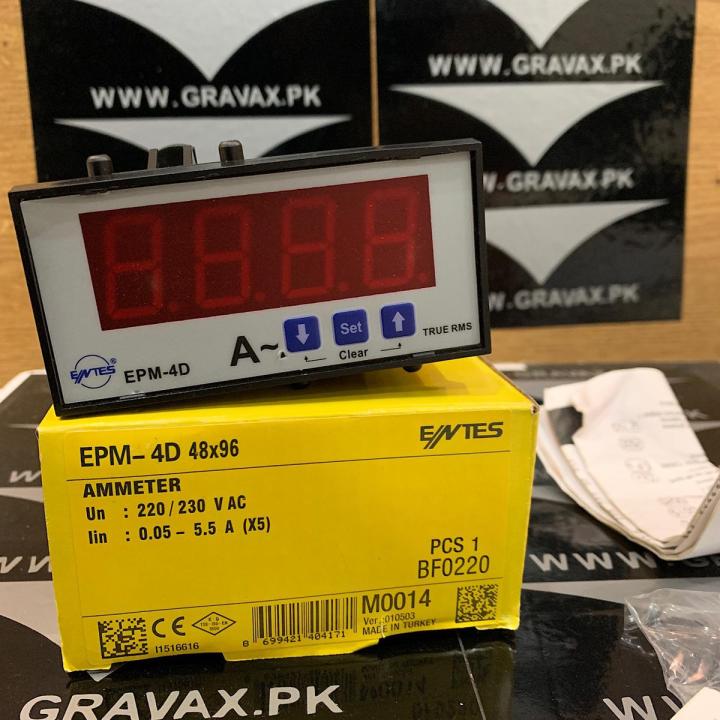 WWW.GRAVAX.PK
WWW.GRAVAX.PK
W.GRAVAX.PK
W.GRAVAX.PK
ENTES®
EPM-4D
A~
Set
Clear
TRUE RMS
EPM-4D 48x96
ENTES
AMMETER
Un : 220/230 V AC
Iin : 0.05 - 5.5 A (X5)
PCS 1
BF0220
CE
I1516616
8 699421 404171
M0014
Ver.:010503
MADE IN TURKEY
GRAVAX.PK
WWW